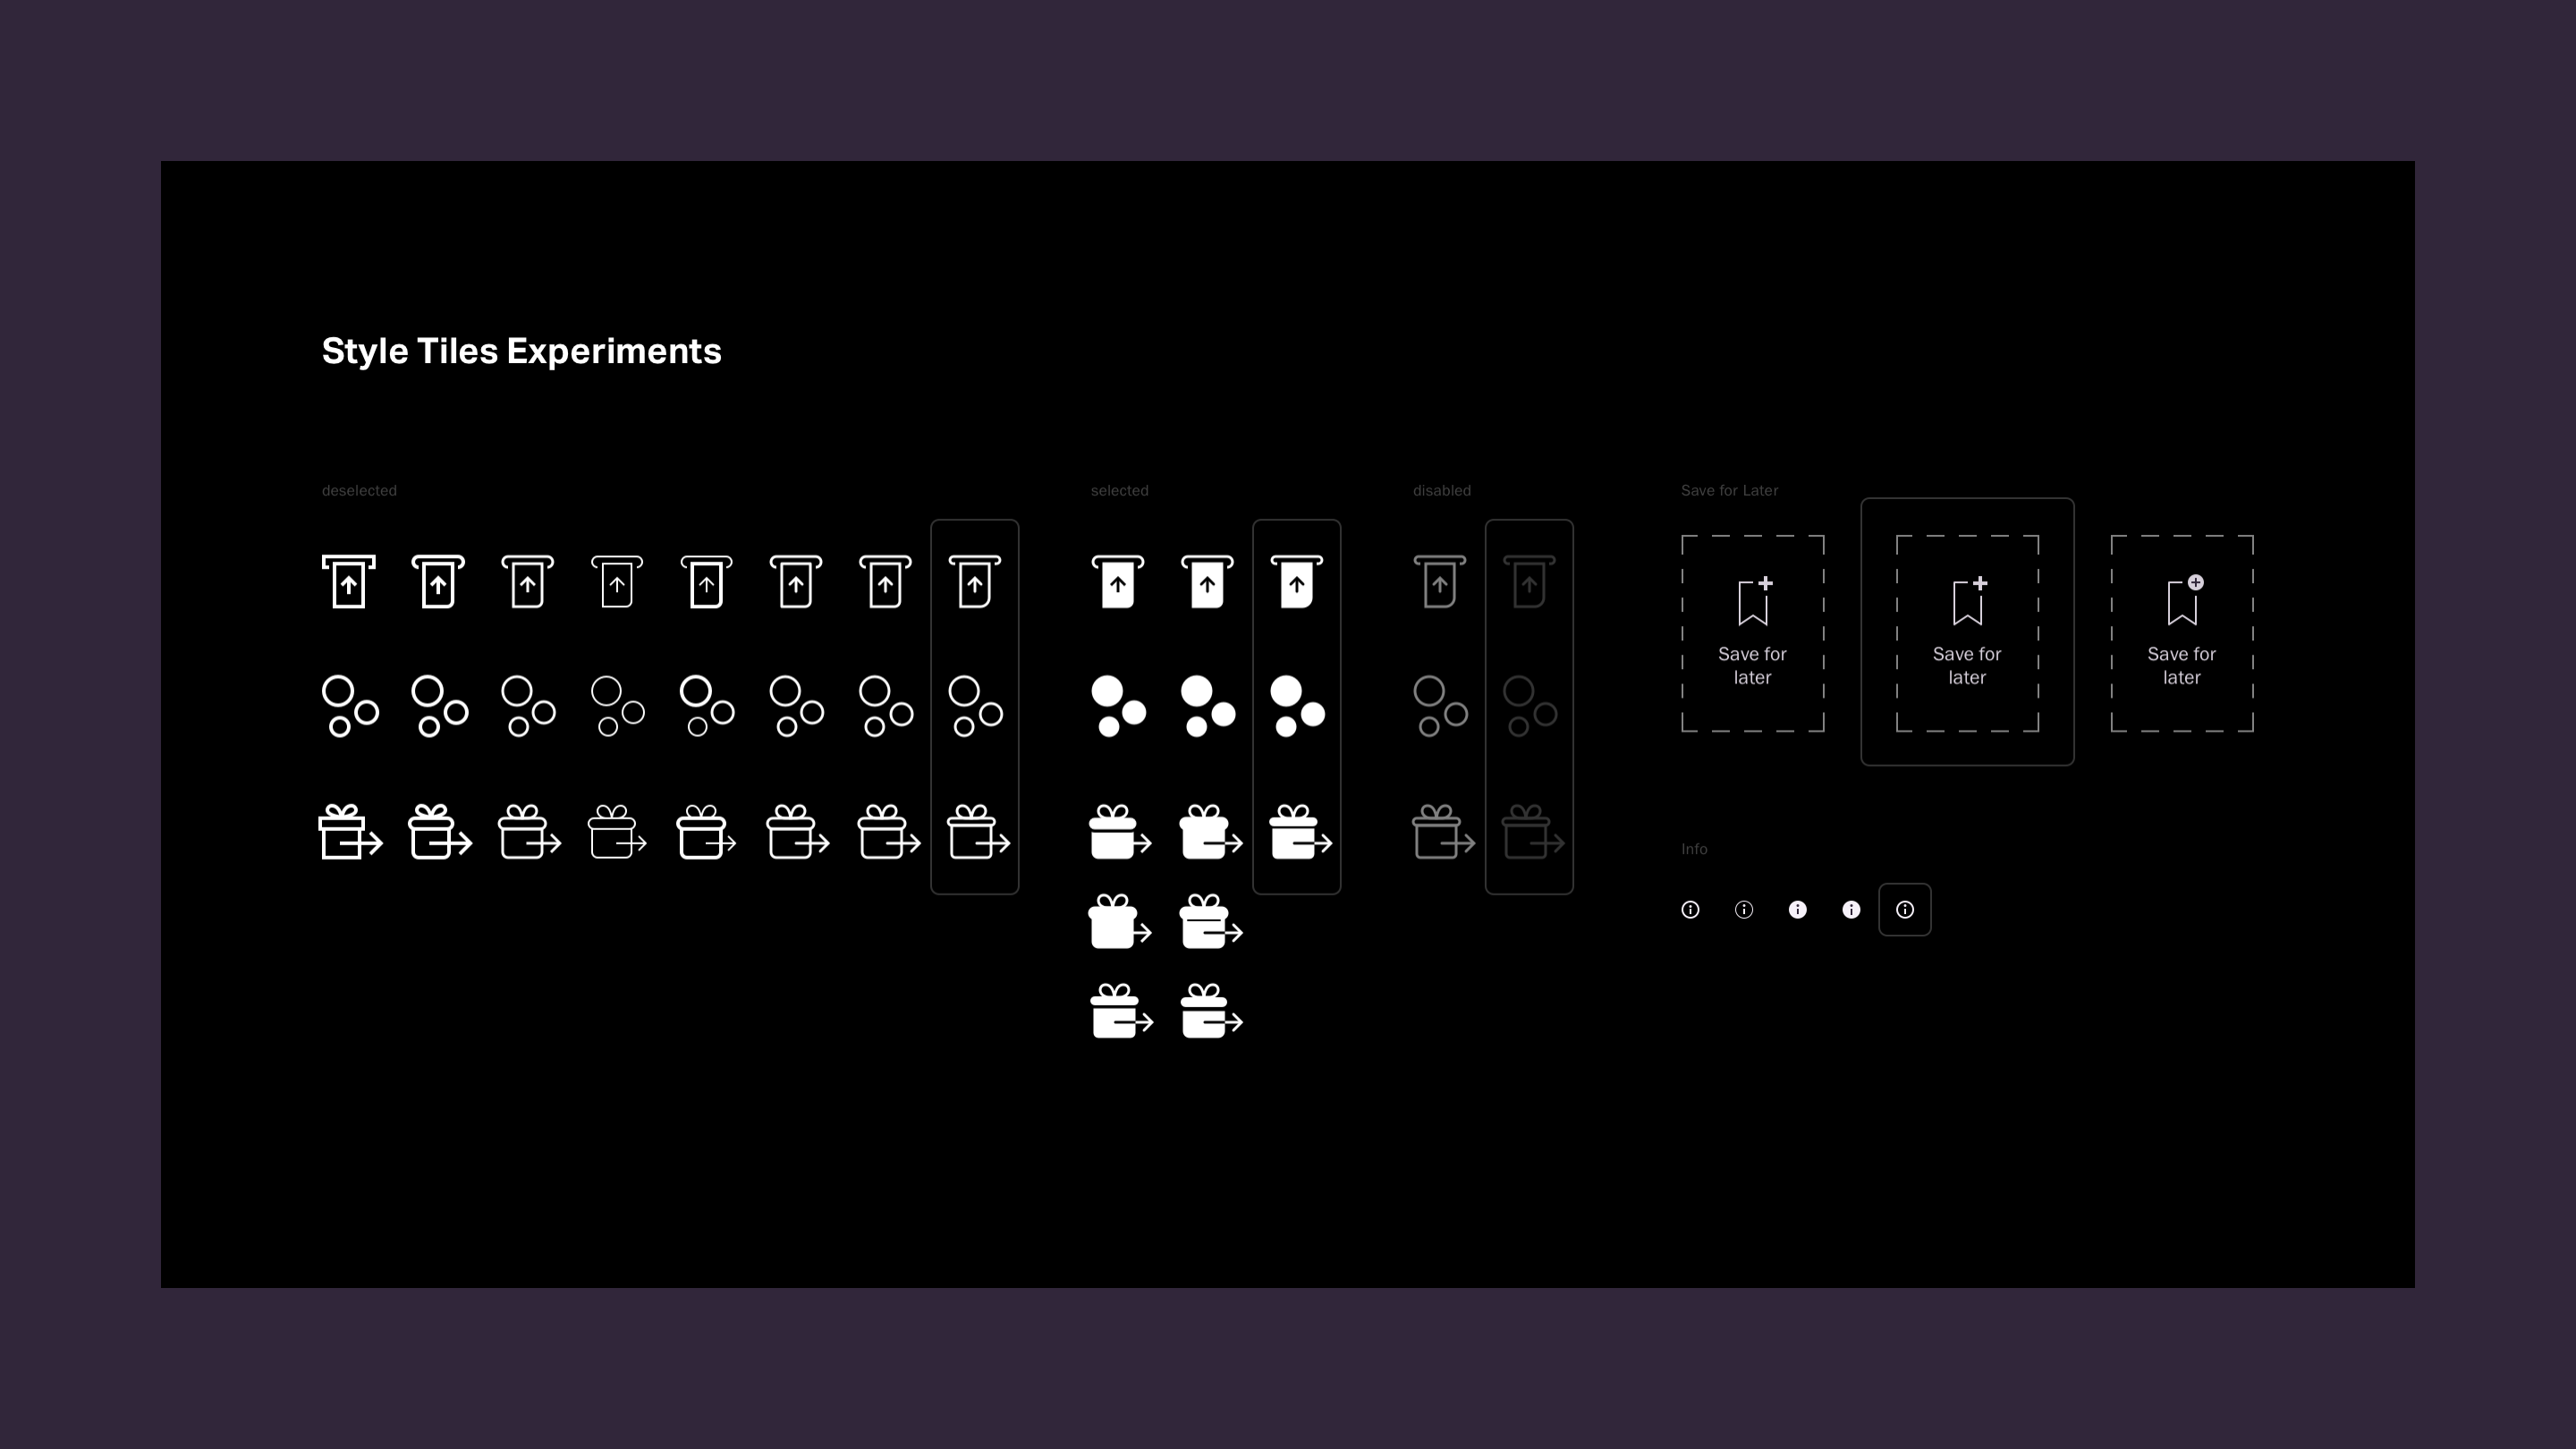 Style Tiles Experiments
deselected
selected
disabled
Save for Later
Save for
later
Save for
later
Save for
later
Info